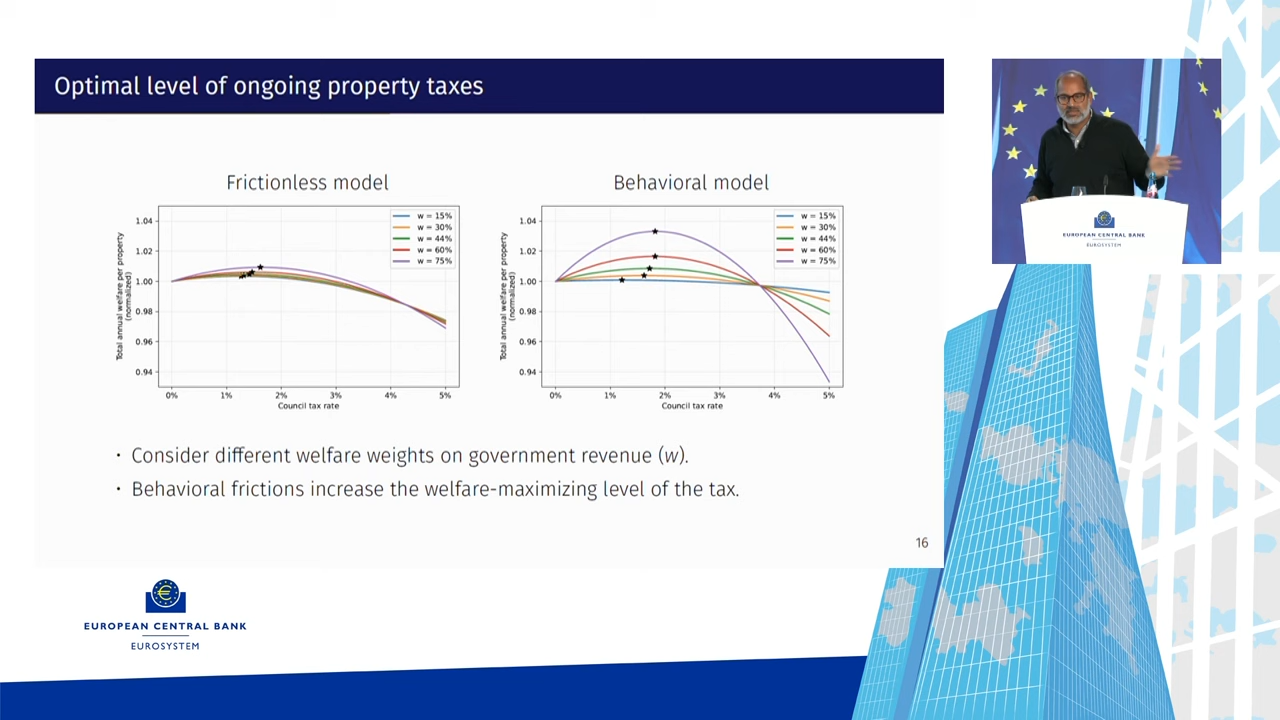 Optimal level of ongoing property taxes
Frictionless model
Total annual welfare per property
(normalized)
1.04
1.02
1.00
0.98
0.96
0.94
w = 15%
w = 30%
w = 44%
w = 60%
w = 75%
0%
1%
2%
3%
4%
5%
Council tax rate
Behavioral model
Total annual welfare per property
(normalized)
1.04
1.02
1.00
0.98
0.96
0.94
w = 15%
w = 30%
w = 44%
w = 60%
w = 75%
0%
1%
2%
3%
4%
5%
Council tax rate
• Consider different welfare weights on government revenue (w).
• Behavioral frictions increase the welfare-maximizing level of the tax.
16
EUROPEAN CENTRAL BANK
EUROSYSTEM
EUROPEAN CENTRAL BANK
EUROSYSTEM